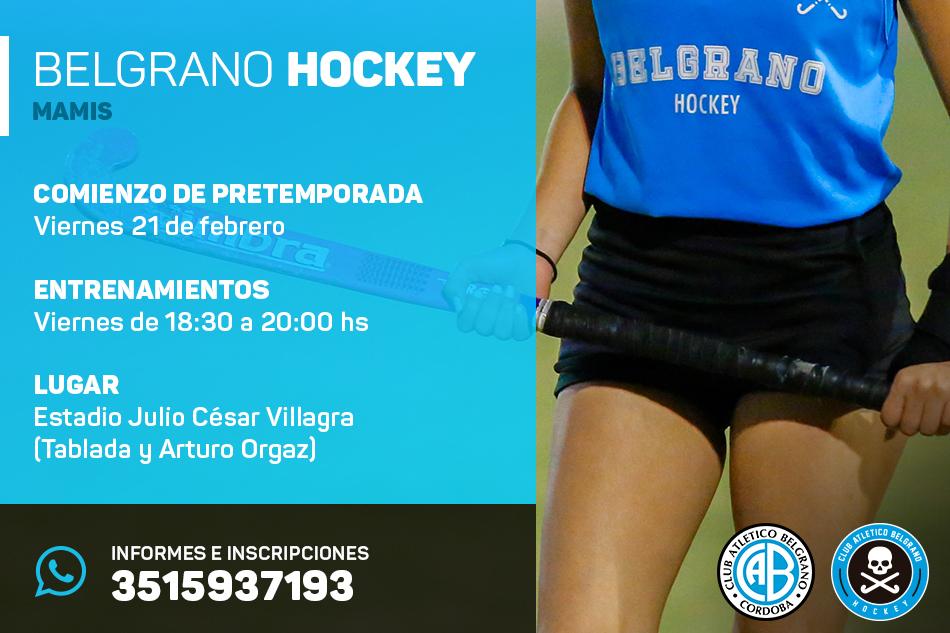 BELGRANO HOCKEY
MAMIS
COMIENZO DE PRETEMPORADA
Viernes 21 de febrero
ENTRENAMIENTOS
Viernes de 18:30 a 20:00 hs
LUGAR
Estadio Julio César Villagra
(Tablada y Arturo Orgaz)
INFORMES E INSCRIPCIONES
3515937193
BELGRANO
HOCKEY
CLUB ATLETICO BELGRANO
CAB
CORDOBA
CLUB ATLETICO BELGRANO
HOCKEY